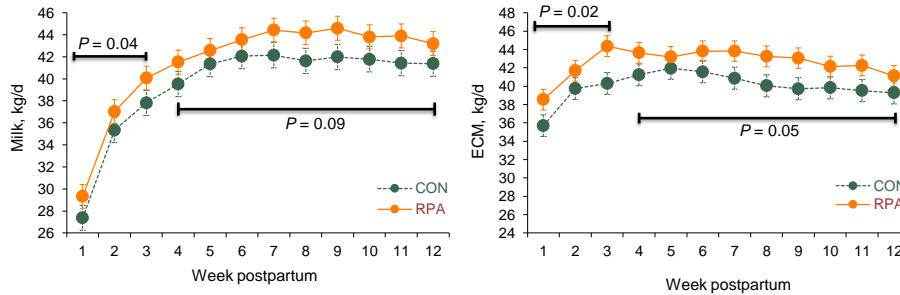 P = 0.04
P = 0.09
Milk, kg/d
46
44
42
40
38
36
34
32
30
28
26
CON
RPA
1 2 3 4 5 6 7 8 9 10 11 12
Week postpartum
P = 0.02
P = 0.05
ECM, kg/d
48
46
44
42
40
38
36
34
32
30
28
26
24
CON
RPA
1 2 3 4 5 6 7 8 9 10 11 12
Week postpartum